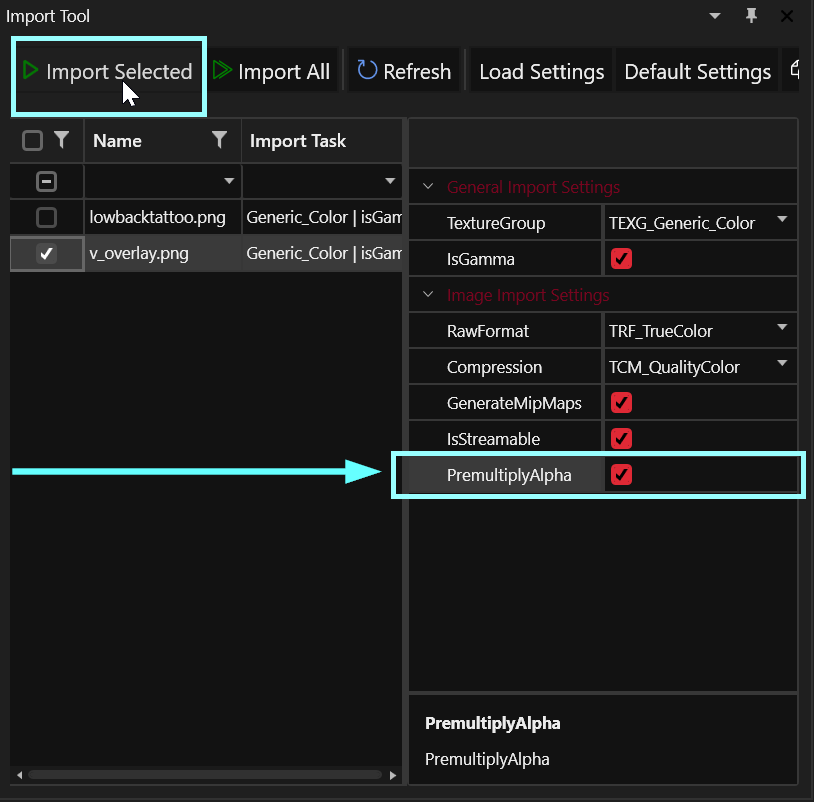 Import Tool
Import Selected Import All Refresh Load Settings Default Settings
Name Import Task
lowbacktattoo.png Generic_Color | isGam
v_overlay.png Generic_Color | isGam
General Import Settings
TextureGroup TEXG_Generic_Color
IsGamma
Image Import Settings
RawFormat TRF_TrueColor
Compression TCM_QualityColor
GenerateMipMaps
IsStreamable
PremultiplyAlpha
PremultiplyAlpha
PremultiplyAlpha